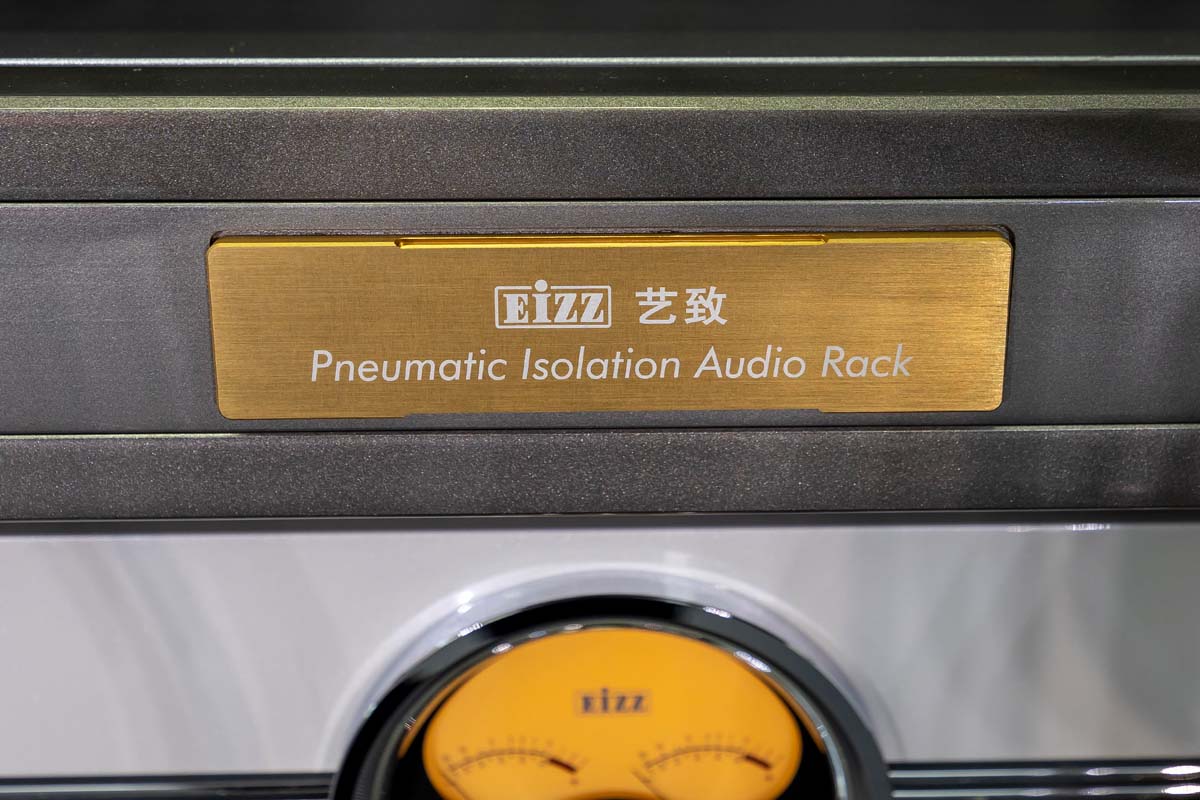 EiZZ 艺致
Pneumatic Isolation Audio Rack
EiZZ